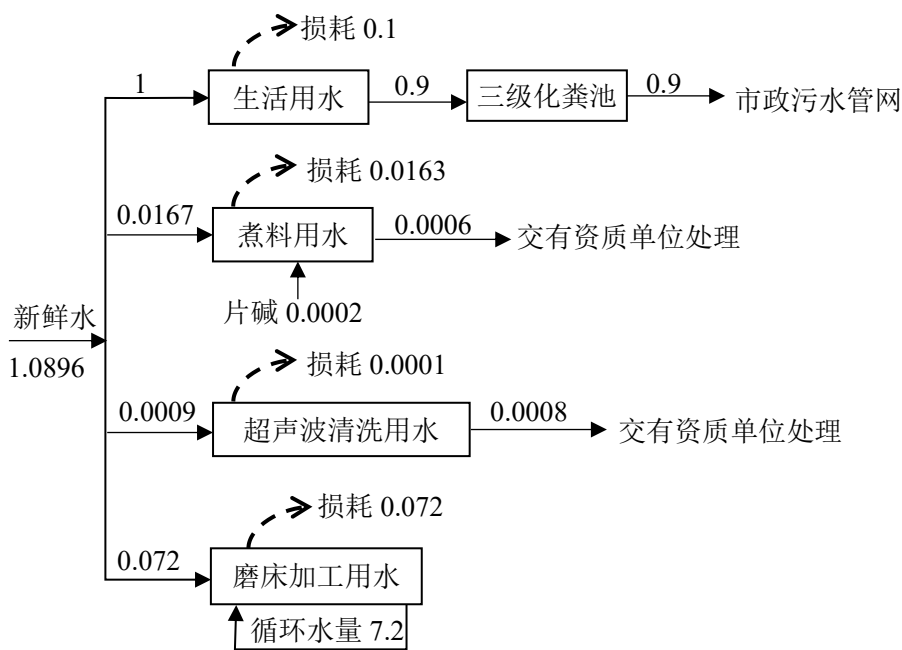 损耗 0.1
1
生活用水
0.9
三级化粪池
0.9
市政污水管网
损耗 0.0163
0.0167
煮料用水
0.0006
交有资质单位处理
片碱 0.0002
新鲜水
1.0896
损耗 0.0001
0.0009
超声波清洗用水
0.0008
交有资质单位处理
损耗 0.072
0.072
磨床加工用水
循环水量 7.2